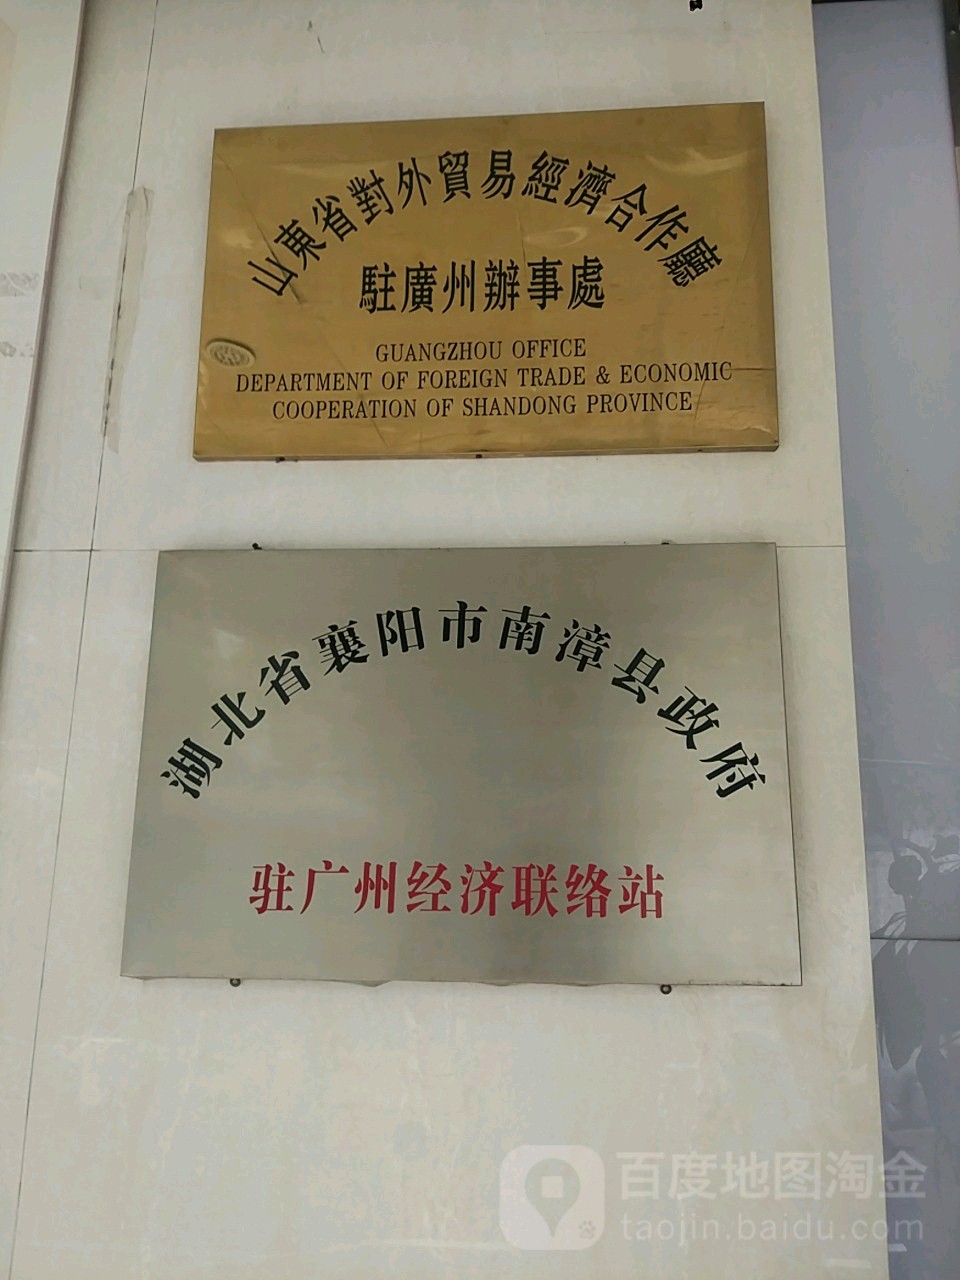 山東省對外貿易經濟合作廳
駐廣州辦事處
GUANGZHOU OFFICE
DEPARTMENT OF FOREIGN TRADE & ECONOMIC
COOPERATION OF SHANDONG PROVINCE
湖北省襄阳市南漳县政府
驻广州经济联络站
百度地图淘金
taojin.baidu.com